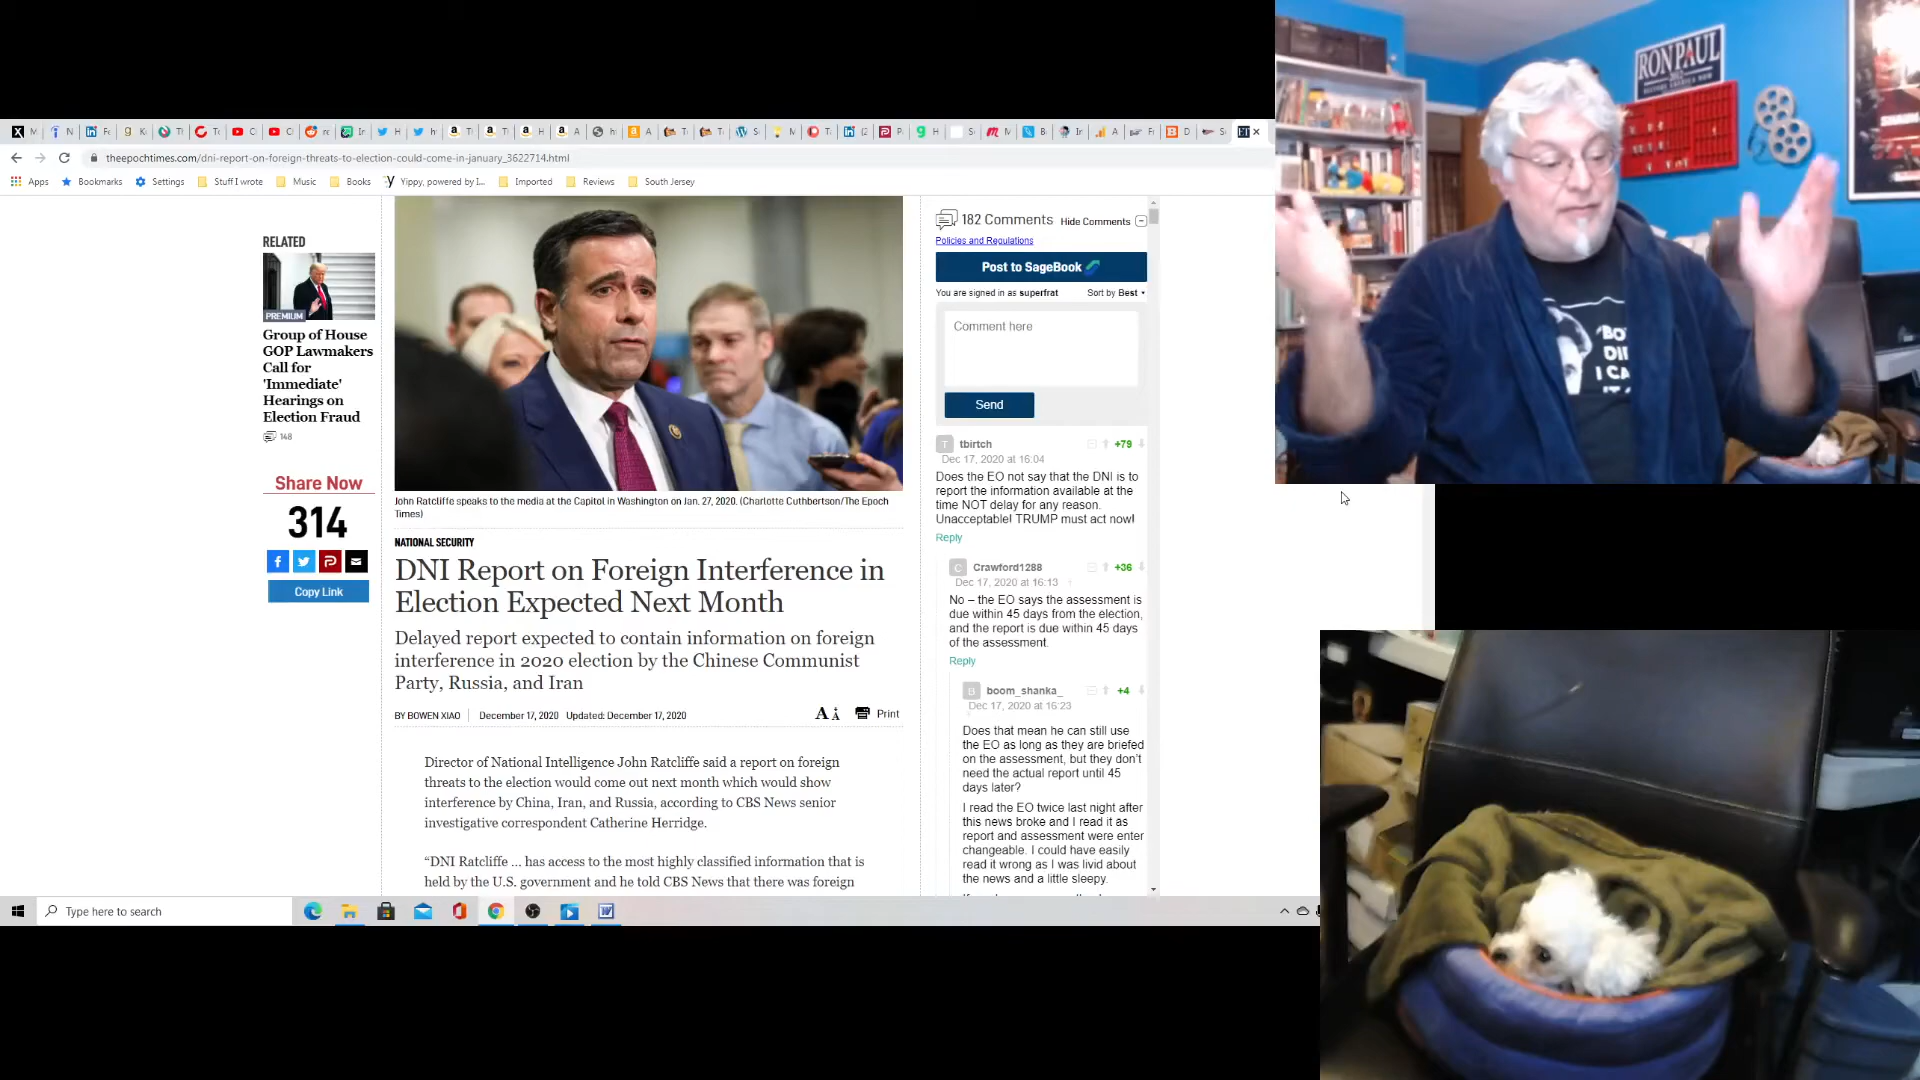 theepochtimes.com/dni-report-on-foreign-threats-to-election-could-come-in-january_3622714.html
Apps Bookmarks Settings Stuff I wrote Music Books Yippy, powered by I... Imported Reviews South Jersey
RELATED
PREMIUM
Group of House
GOP Lawmakers
Call for
'Immediate'
Hearings on
Election Fraud
148
Share Now
314
Copy Link
John Ratcliffe speaks to the media at the Capitol in Washington on Jan. 27, 2020. (Charlotte Cuthbertson/The Epoch
Times)
NATIONAL SECURITY
DNI Report on Foreign Interference in
Election Expected Next Month
Delayed report expected to contain information on foreign
interference in 2020 election by the Chinese Communist
Party, Russia, and Iran
BY BOWEN XIAO December 17, 2020 Updated: December 17, 2020 Print
Director of National Intelligence John Ratcliffe said a report on foreign
threats to the election would come out next month which would show
interference by China, Iran, and Russia, according to CBS News senior
investigative correspondent Catherine Herridge.
“DNI Ratcliffe ... has access to the most highly classified information that is
held by the U.S. government and he told CBS News that there was foreign
182 Comments Hide Comments
Policies and Regulations
Post to SageBook
You are signed in as superfrat Sort by Best
Comment here
Send
T tbirtch +79
Dec 17, 2020 at 16:04
Does the EO not say that the DNI is to
report the information available at the
time NOT delay for any reason.
Unacceptable! TRUMP must act now!
Reply
C Crawford1288 +36
Dec 17, 2020 at 16:13
No – the EO says the assessment is
due within 45 days from the election,
and the report is due within 45 days
of the assessment.
Reply
B boom_shanka_ +4
Dec 17, 2020 at 16:23
Does that mean he can still use
the EO as long as they are briefed
on the assessment, but they don't
need the actual report until 45
days later?
I read the EO twice last night after
this news broke and I read it as
report and assessment were enter
changeable. I could have easily
read it wrong as I was livid about
the news and a little sleepy.
Type here to search
RON PAUL